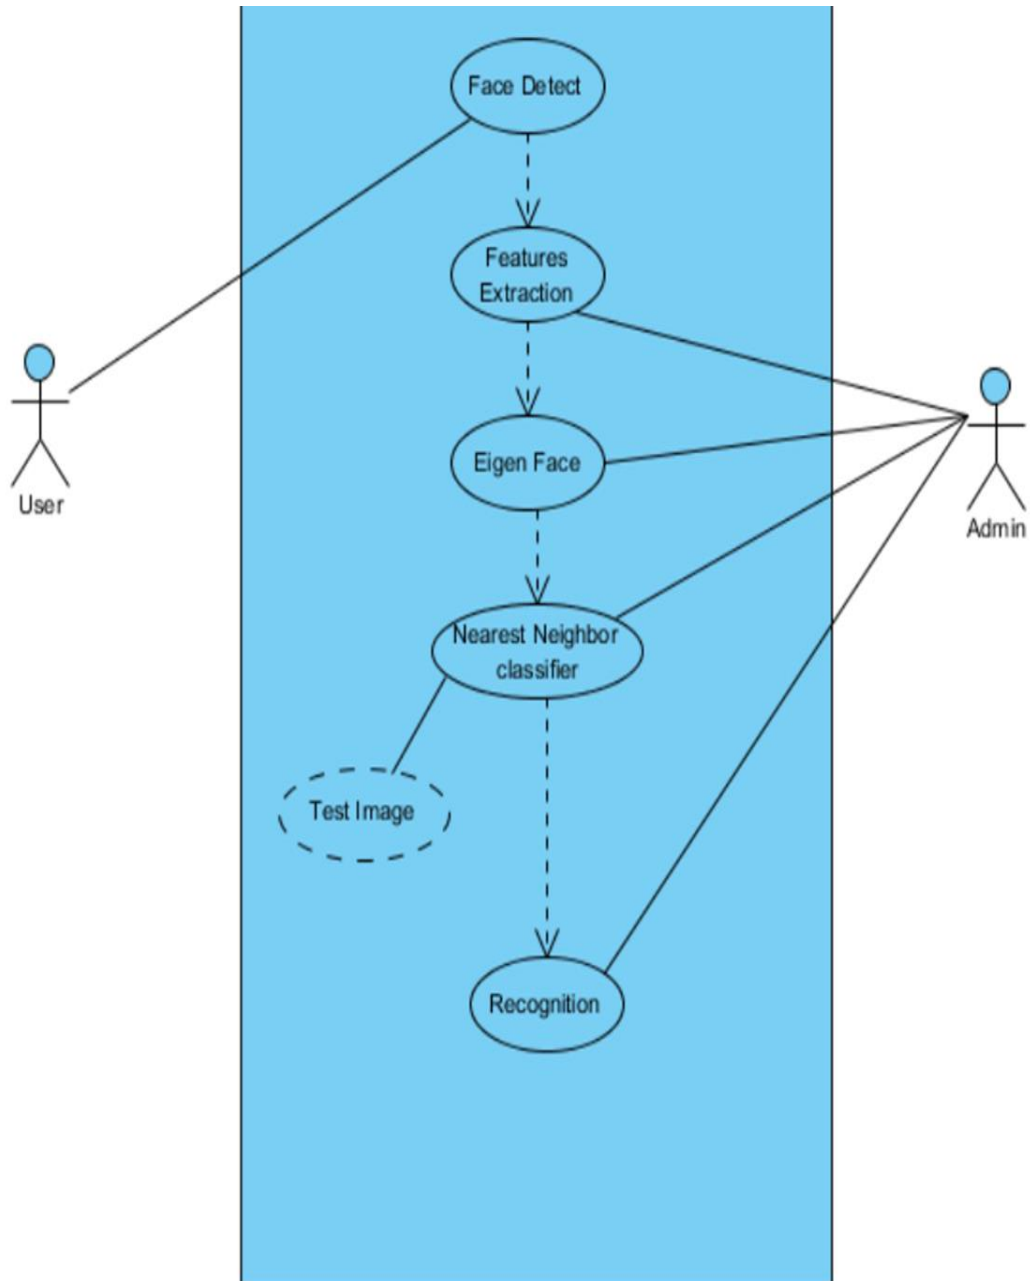 Face Detect
Features
Extraction
Eigen Face
User
Admin
Nearest Neighbor
classifier
Test Image
Recognition